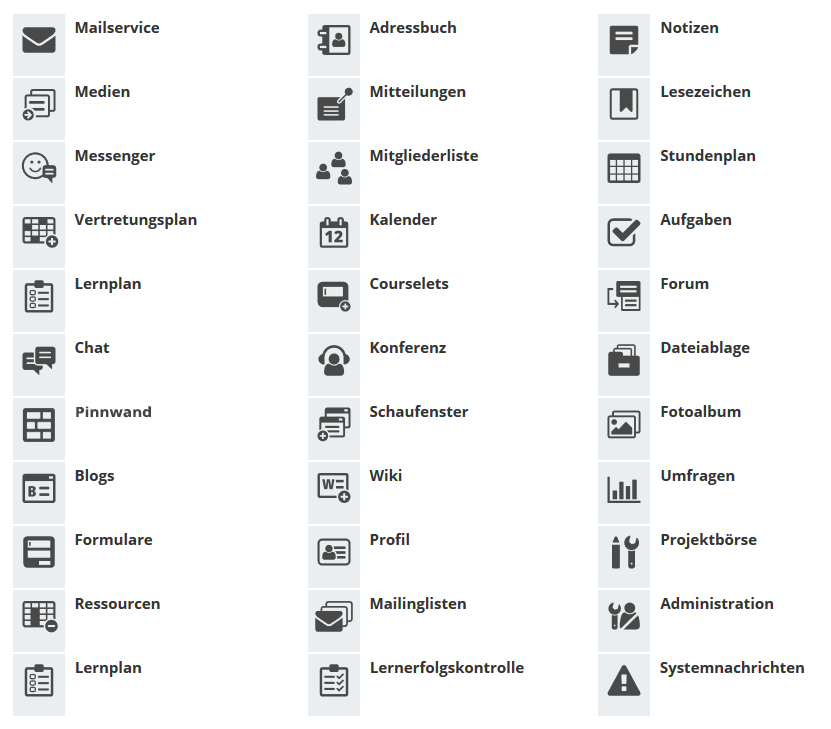 Mailservice
Adressbuch
Notizen
Medien
Mitteilungen
Lesezeichen
Messenger
Mitgliederliste
Stundenplan
Vertretungsplan
12
Kalender
Aufgaben
Lernplan
Courselets
Forum
Chat
Konferenz
Dateiablage
Pinnwand
Schaufenster
Fotoalbum
B
Blogs
W
Wiki
Umfragen
Formulare
Profil
Projektbörse
Ressourcen
Mailinglisten
Administration
Lernplan
Lernerfolgskontrolle
Systemnachrichten